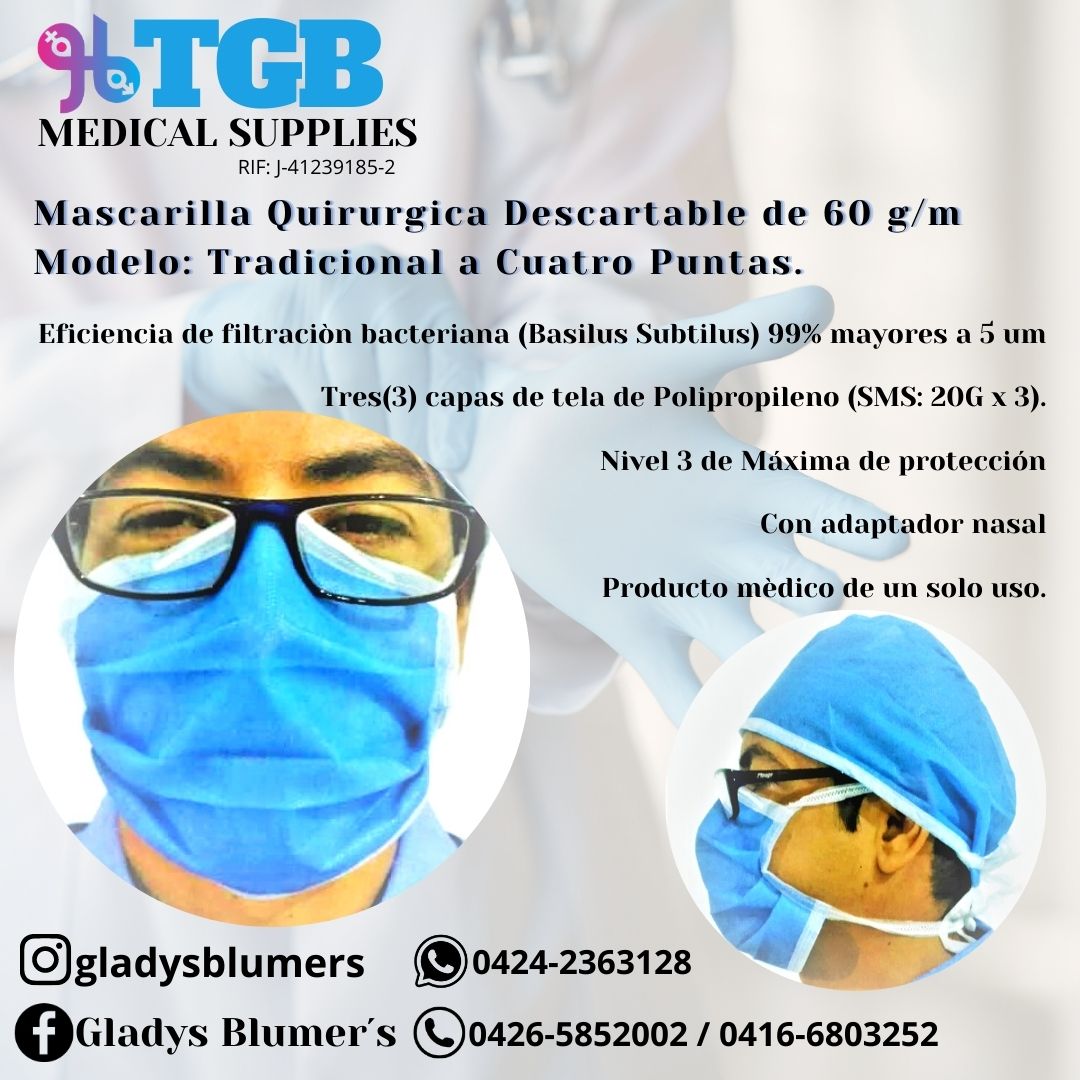 gb TGB
MEDICAL SUPPLIES
RIF: J-41239185-2
Mascarilla Quirurgica Descartable de 60 g/m
Modelo: Tradicional a Cuatro Puntas.
Eficiencia de filtraciòn bacteriana (Basilus Subtilus) 99% mayores a 5 um
Tres(3) capas de tela de Polipropileno (SMS: 20G x 3).
Nivel 3 de Máxima de protección
Con adaptador nasal
Producto mèdico de un solo uso.
gladysblumers
0424-2363128
Gladys Blumer´s
0426-5852002 / 0416-6803252